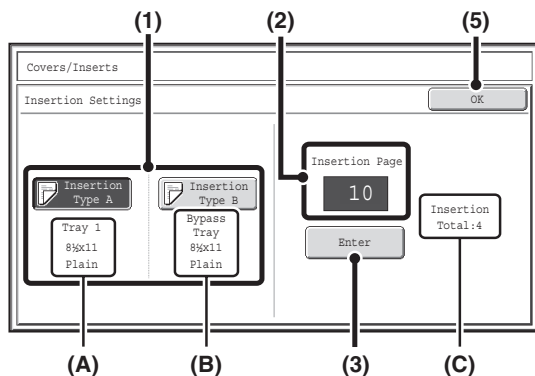 (1)
(2)
(5)
Covers/Inserts
Insertion Settings
OK
Insertion
Type A
Insertion
Type B
Tray 1
8½x11
Plain
Bypass
Tray
8½x11
Plain
Insertion Page
10
Enter
Insertion
Total:4
(A)
(B)
(3)
(C)